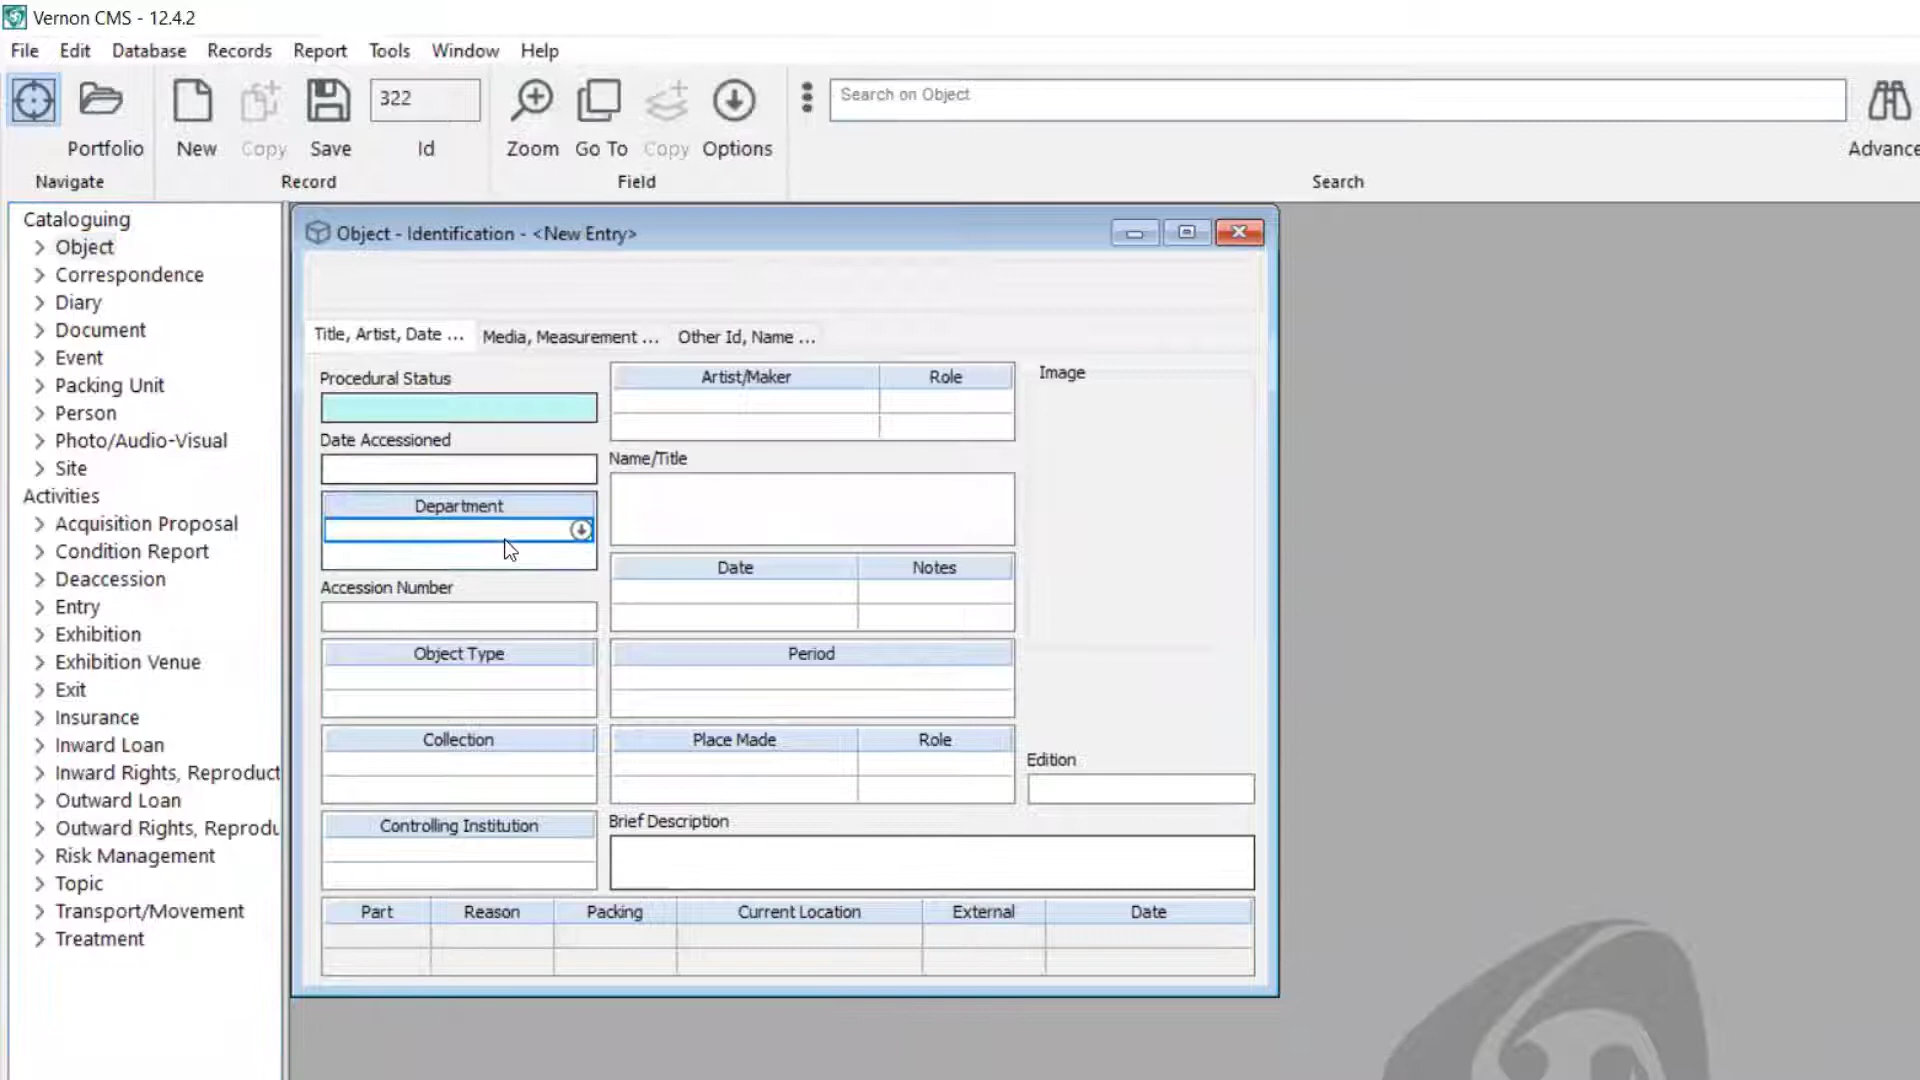 Vernon CMS - 12.4.2
File Edit Database Records Report Tools Window Help
322
Search on Object
Portfolio New Copy Save Id Zoom Go To Copy Options Advance
Navigate Record Field Search
Cataloguing
Object
Correspondence
Diary
Document
Event
Packing Unit
Person
Photo/Audio-Visual
Site
Activities
Acquisition Proposal
Condition Report
Deaccession
Entry
Exhibition
Exhibition Venue
Exit
Insurance
Inward Loan
Inward Rights, Reproduct
Outward Loan
Outward Rights, Reprodu
Risk Management
Topic
Transport/Movement
Treatment
Object - Identification - <New Entry>
Title, Artist, Date ... Media, Measurement ... Other Id, Name ...
Procedural Status
Date Accessioned
Department
Accession Number
Object Type
Collection
Controlling Institution
Artist/Maker Role
Name/Title
Date Notes
Period
Place Made Role
Brief Description
Image
Edition
Part Reason Packing Current Location External Date